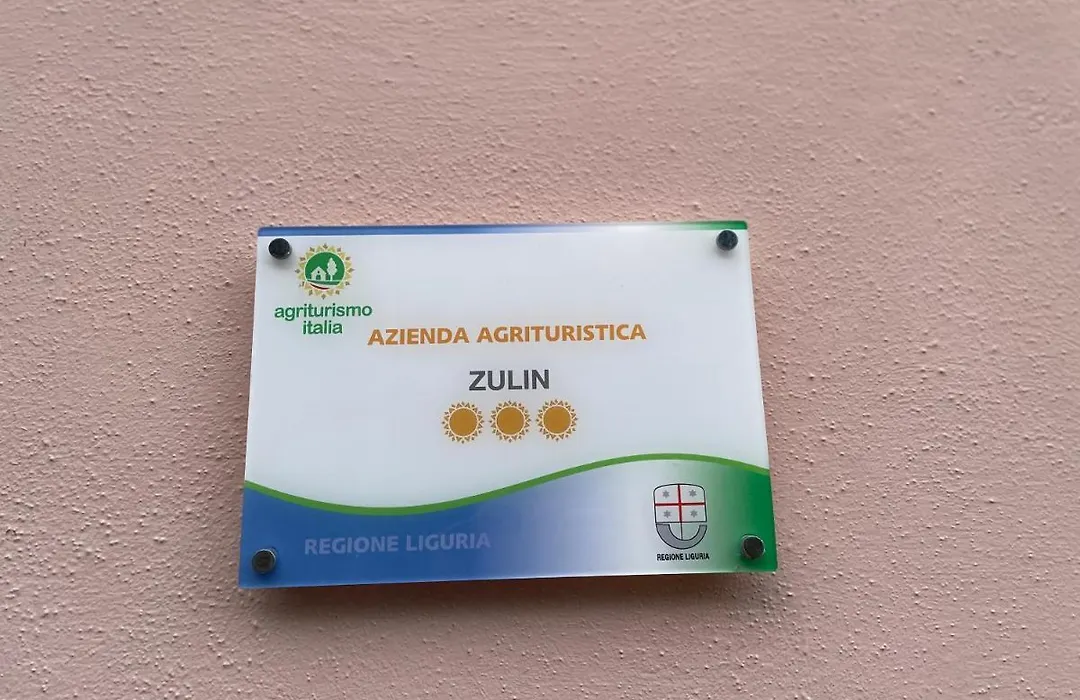 agriturismo
italia
AZIENDA AGRITURISTICA
ZULIN
REGIONE LIGURIA
REGIONE LIGURIA